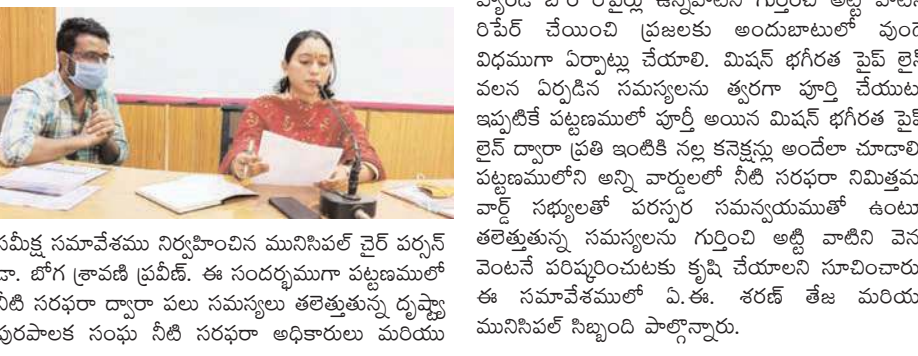 సమీక్ష సమావేశము నిర్వహించిన మునిసిపల్ చైర్ పర్సన్
డా. బోగ శ్రావణి ప్రవీణ్. ఈ సందర్భముగా పట్టణములో
నీటి సరఫరా ద్వారా పలు సమస్యలు తలెత్తుతున్న దృష్ట్యా
పురపాలక సంఘ నీటి సరఫరా అధికారులు మరియు
రిపేర్ చేయించి ప్రజలకు అందుబాటులో వుండే
విధముగా ఏర్పాట్లు చేయాలి. మిషన్ భగీరత పైప్ లైన్
వలన ఏర్పడిన సమస్యలను త్వరగా పూర్తి చేయుట
ఇప్పటికే పట్టణములో పూర్తీ అయిన మిషన్ భగీరత పైప్
లైన్ ద్వారా ప్రతి ఇంటికి నల్ల కనెక్షన్లు అందేలా చూడాలి
పట్టణములోని అన్ని వార్డులలో నీటి సరఫరా నిమిత్తమ
వార్డ్ సభ్యులతో పరస్పర సమన్వయముతో ఉంటూ
తలెత్తుతున్న సమస్యలను గుర్తించి అట్టి వాటిని వెన
వెంటనే పరిష్కరించుటకు కృషి చేయాలని సూచించారు
ఈ సమావేశములో ఏ.ఈ. శరణ్ తేజ మరియ
మునిసిపల్ సిబ్బంది పాల్గొన్నారు.